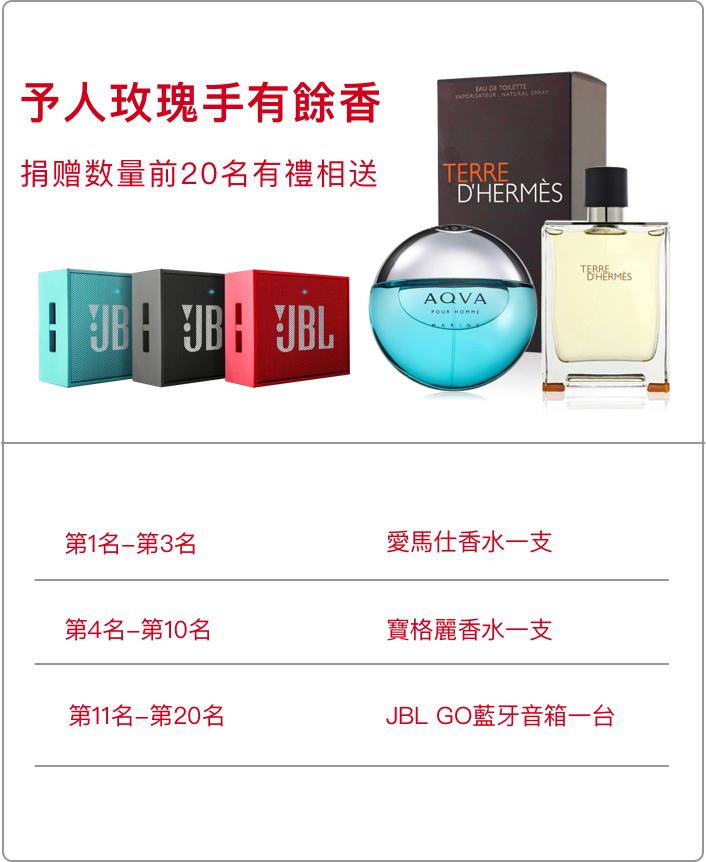 予人玫瑰手有餘香
捐赠数量前20名有禮相送
EAU DE TOILETTE
VAPORISATEUR . NATURAL SPRAY
TERRE
D'HERMÈS
AQVA
POUR HOMME
MARINE
TERRE
D'HERMÈS
JB
JB
JBL
第1名–第3名
愛馬仕香水一支
第4名–第10名
寶格麗香水一支
第11名–第20名
JBL GO藍牙音箱一台